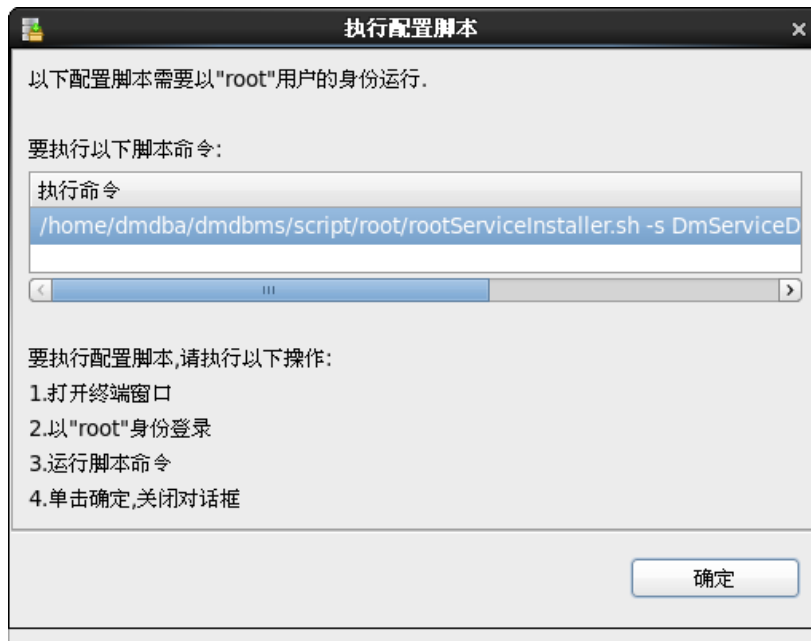 执行配置脚本
以下配置脚本需要以"root"用户的身份运行.
要执行以下脚本命令:
执行命令
/home/dmdba/dmdbms/script/root/rootServiceInstaller.sh -s DmServiceD
要执行配置脚本,请执行以下操作:
1.打开终端窗口
2.以"root"身份登录
3.运行脚本命令
4.单击确定,关闭对话框
确定